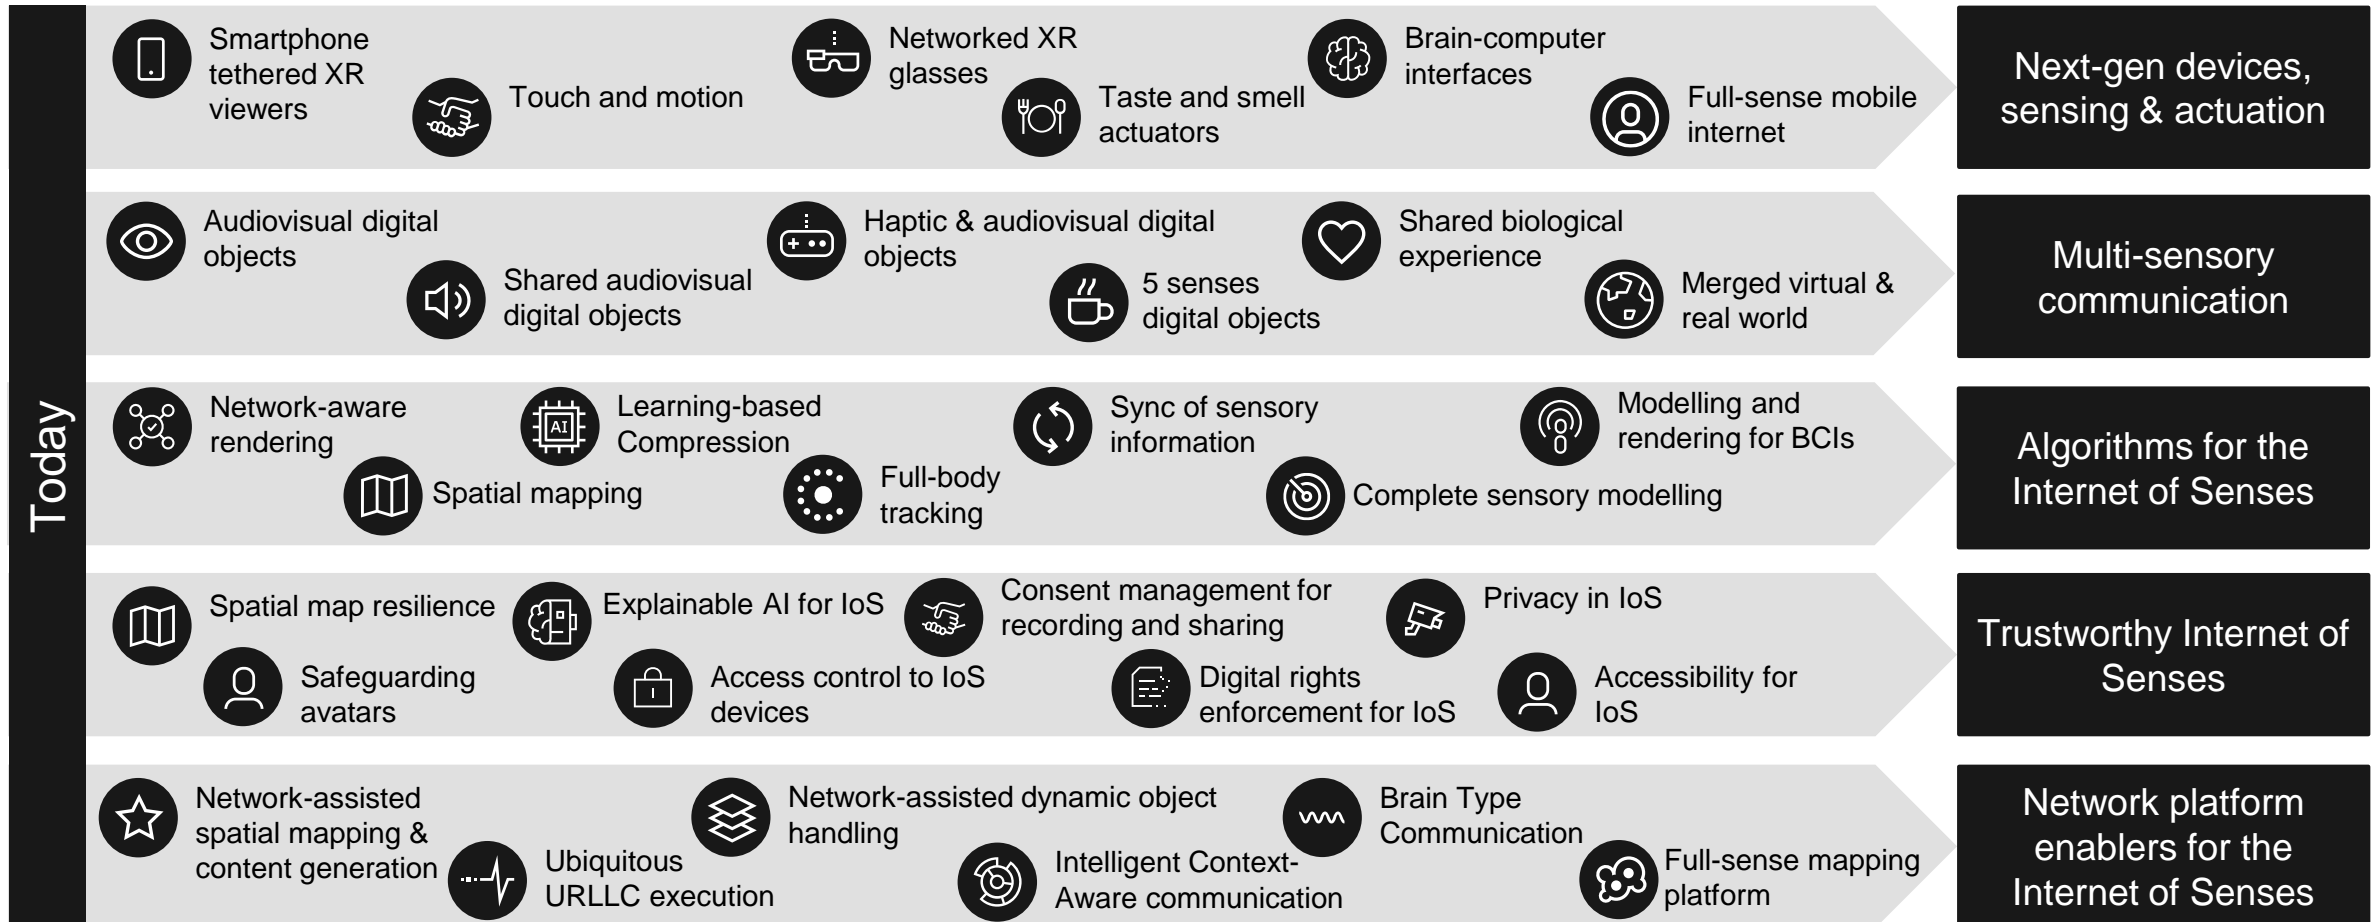 Today
Smartphone
tethered XR
viewers
Touch and motion
Networked XR
glasses
Taste and smell
actuators
Brain-computer
interfaces
Full-sense mobile
internet
Next-gen devices,
sensing & actuation
Audiovisual digital
objects
Shared audiovisual
digital objects
Haptic & audiovisual digital
objects
5 senses
digital objects
Shared biological
experience
Merged virtual &
real world
Multi-sensory
communication
Network-aware
rendering
Spatial mapping
AI
Learning-based
Compression
Full-body
tracking
Sync of sensory
information
Complete sensory modelling
Modelling and
rendering for BCIs
Algorithms for the
Internet of Senses
Spatial map resilience
Safeguarding
avatars
Explainable AI for IoS
Access control to IoS
devices
Consent management for
recording and sharing
Digital rights
enforcement for IoS
Privacy in IoS
Accessibility for
IoS
Trustworthy Internet of
Senses
Network-assisted
spatial mapping &
content generation
Ubiquitous
URLLC execution
Network-assisted dynamic object
handling
Intelligent Context-
Aware communication
Brain Type
Communication
Full-sense mapping
platform
Network platform
enablers for the
Internet of Senses